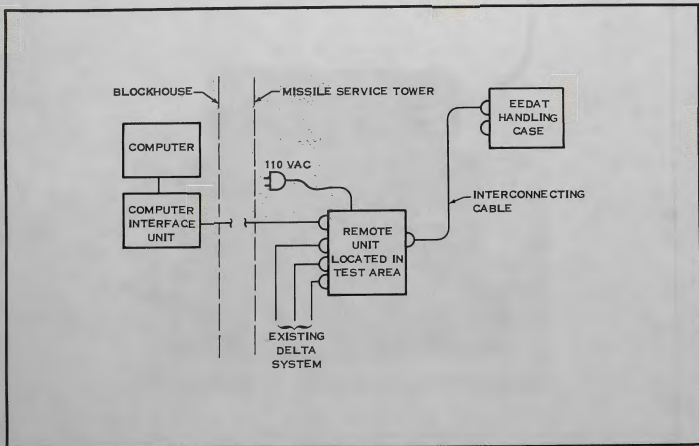 BLOCKHOUSE
MISSILE SERVICE TOWER
EEDAT
HANDLING
CASE
COMPUTER
110 VAC
INTERCONNECTING
CABLE
COMPUTER
INTERFACE
UNIT
REMOTE
UNIT
LOCATED IN
TEST AREA
EXISTING
DELTA
SYSTEM